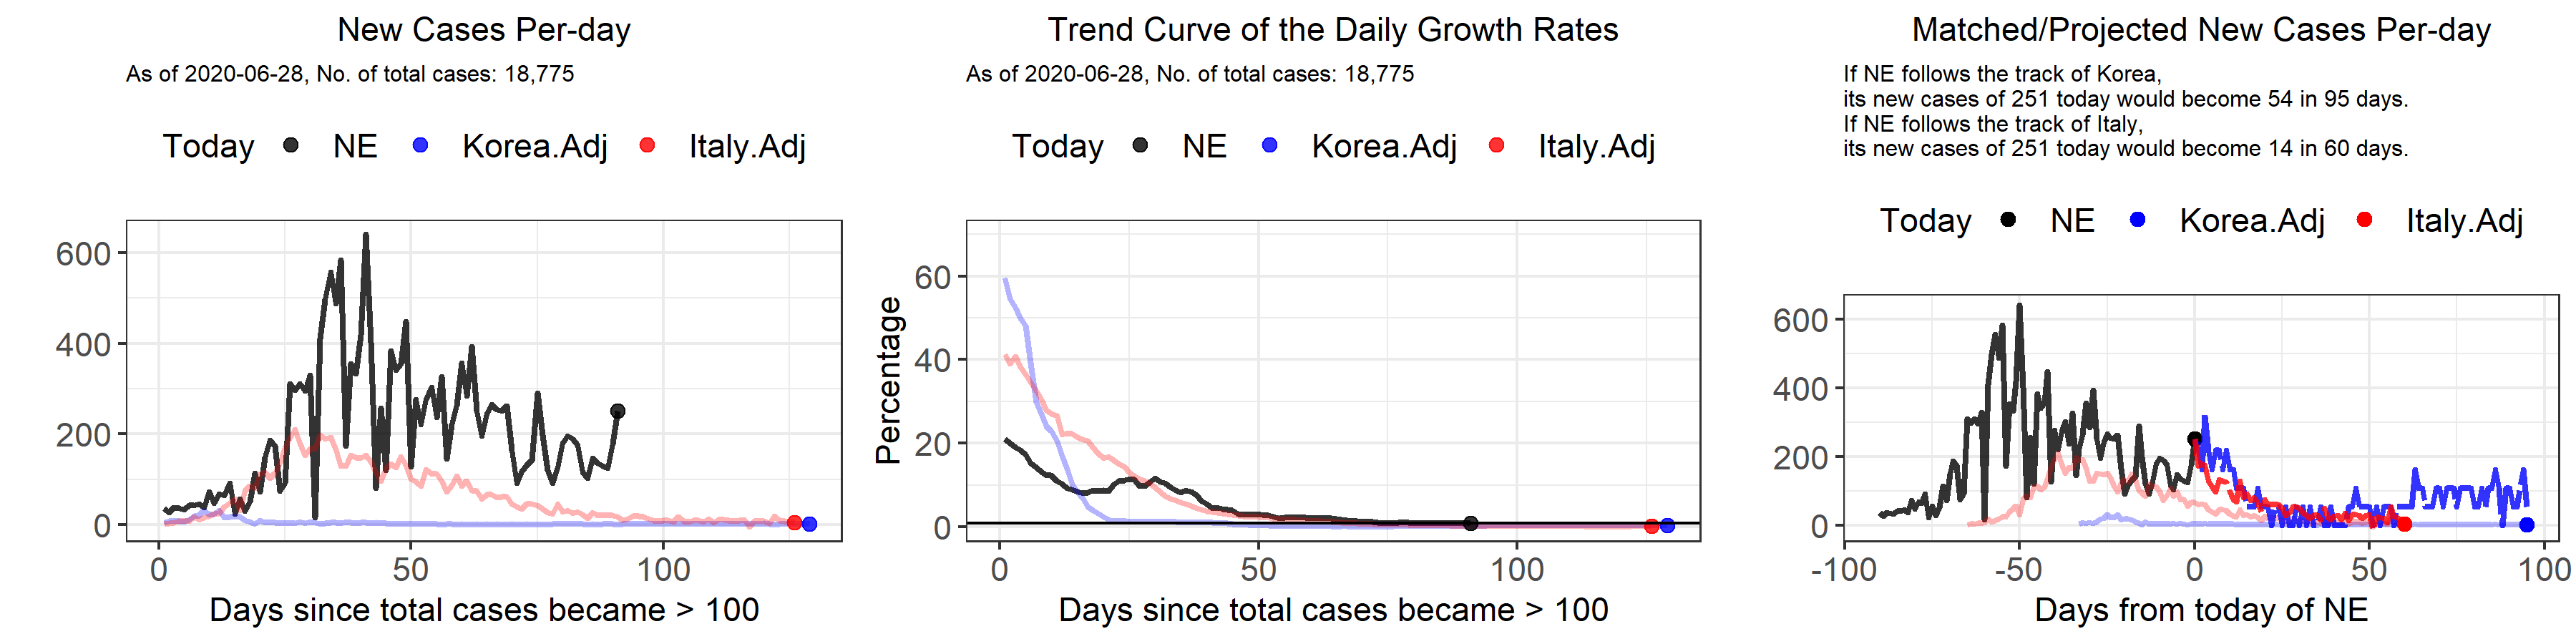 New Cases Per-day
As of 2020-06-28, No. of total cases: 18,775
Today NE Korea.Adj Italy.Adj
600
400
200
0
0 50 100
Days since total cases became > 100
Trend Curve of the Daily Growth Rates
As of 2020-06-28, No. of total cases: 18,775
Today NE Korea.Adj Italy.Adj
Percentage
60
40
20
0
0 50 100
Days since total cases became > 100
Matched/Projected New Cases Per-day
If NE follows the track of Korea,
its new cases of 251 today would become 54 in 95 days.
If NE follows the track of Italy,
its new cases of 251 today would become 14 in 60 days.
Today NE Korea.Adj Italy.Adj
600
400
200
0
-100 -50 0 50 100
Days from today of NE